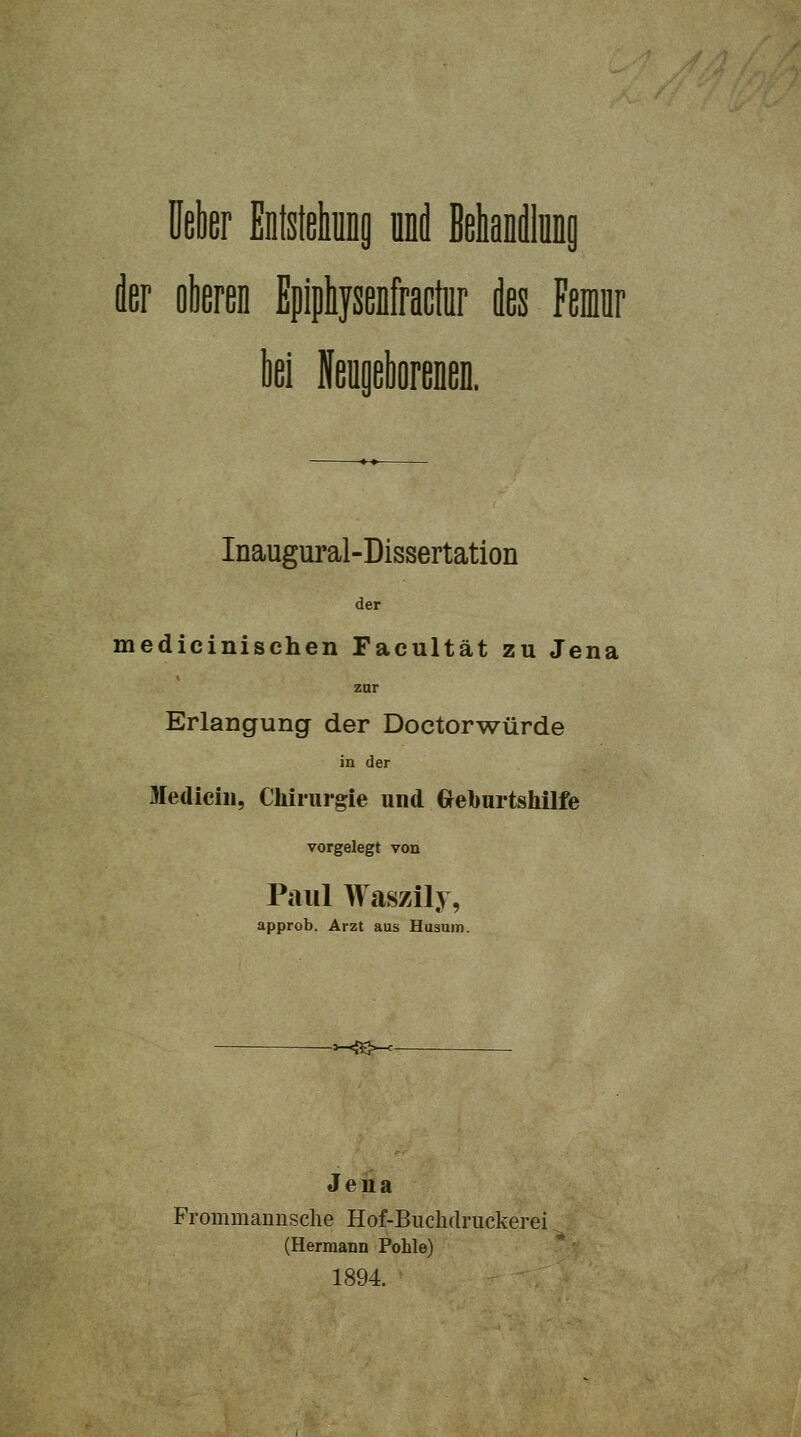 Ueber Entstehung und Behandlung
der oberen Epiphysenfractur des Femur
bei Neugeborenen.
Inaugural-Dissertation
der
medicinischen Facultät zu Jena
zur
Erlangung der Doctorwürde
in der
Medicin, Chirurgie und Geburtshilfe
vorgelegt von
Paul Waszily,
approb. Arzt aus Husum.
Jena
Frommannsche Hof-Buchdruckerei
(Hermann Pohle)
1894.